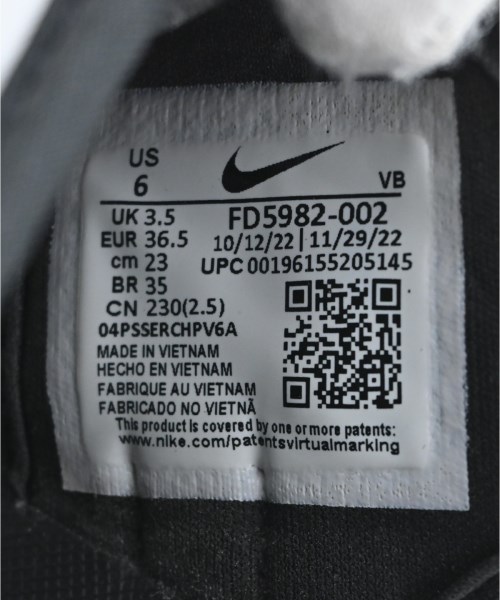 US
6
VB
UK 3.5
EUR 36.5
cm 23
BR 35
CN 230(2.5)
FD5982-002
10/12/22 | 11/29/22
UPC 00196155205145
04PSSERCHPV6A
MADE IN VIETNAM
HECHO EN VIETNAM
FABRIQUE AU VIETNAM
FABRICADO NO VIETNÃ
This product is covered by one or more patents:
www.nike.com/patentsvirtualmarking